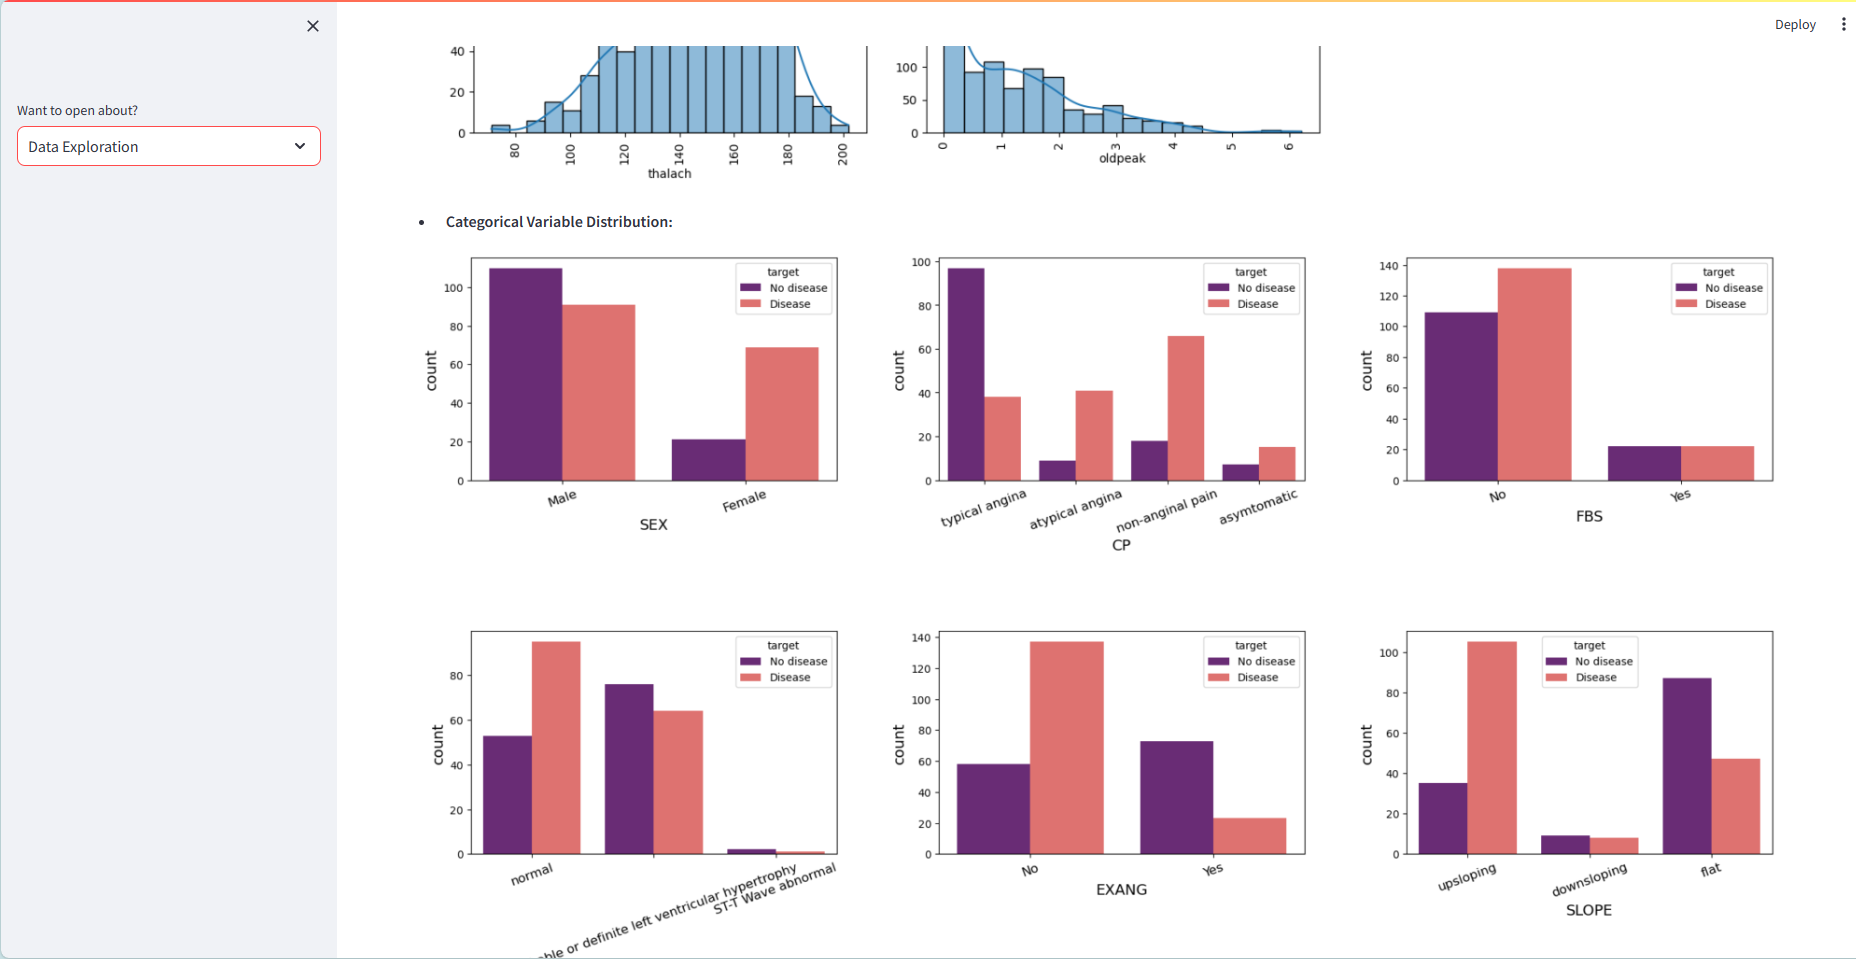 Deploy
Want to open about?
Data Exploration
40
20
0
80
100
120
140
160
180
200
thalach
100
50
0
0
1
2
3
4
5
6
oldpeak
Categorical Variable Distribution:
target
No disease
Disease
100
80
60
40
20
0
count
Male
Female
SEX
target
No disease
Disease
100
80
60
40
20
0
count
typical angina
atypical angina
non-anginal pain
asymtomatic
CP
target
No disease
Disease
140
120
100
80
60
40
20
0
count
No
Yes
FBS
target
No disease
Disease
80
60
40
20
0
count
normal
or definite left ventricular hypertrophy
ST-T Wave abnormal
target
No disease
Disease
140
120
100
80
60
40
20
0
count
No
Yes
EXANG
target
No disease
Disease
100
80
60
40
20
0
count
upsloping
downsloping
flat
SLOPE